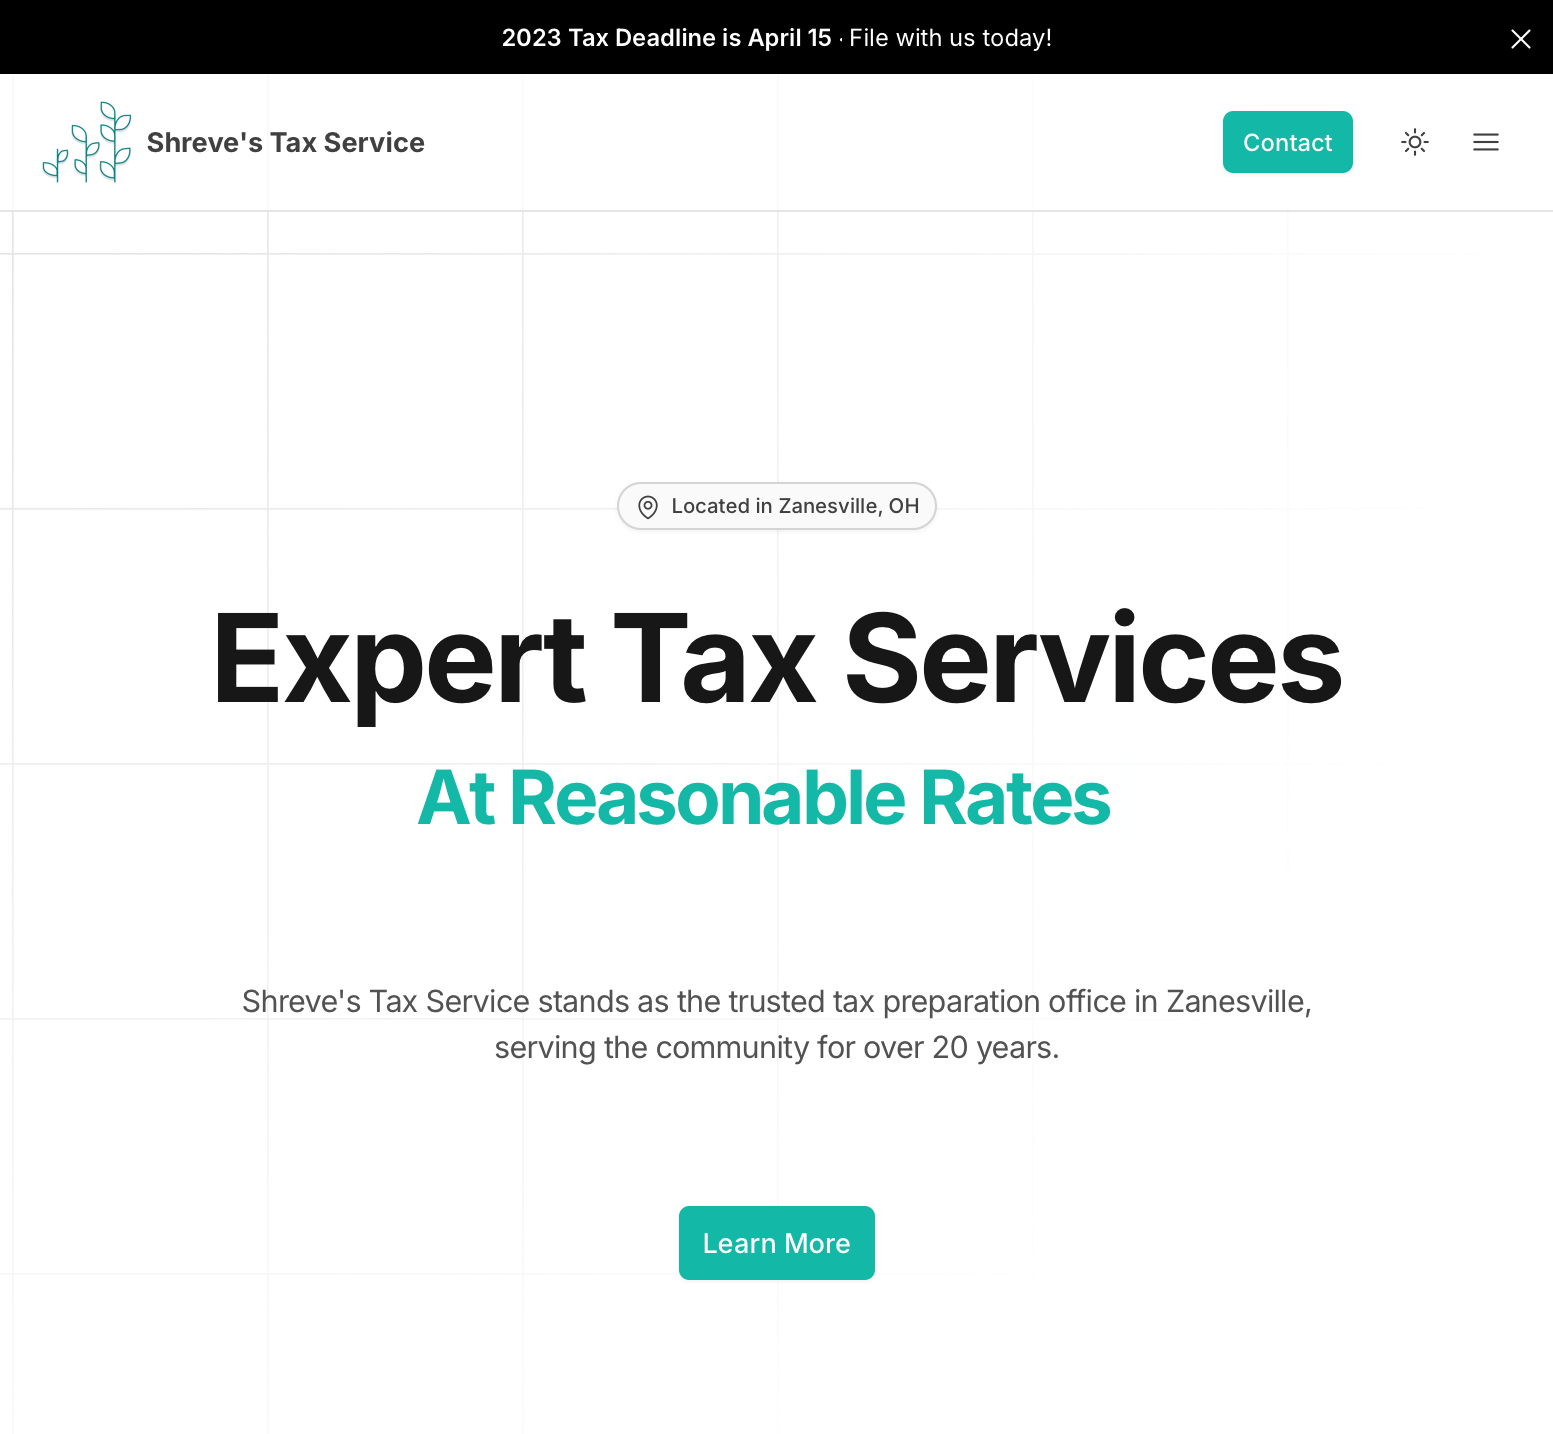 2023 Tax Deadline is April 15 · File with us today!
Shreve's Tax Service
Contact
Located in Zanesville, OH
Expert Tax Services
At Reasonable Rates
Shreve's Tax Service stands as the trusted tax preparation office in Zanesville,
serving the community for over 20 years.
Learn More